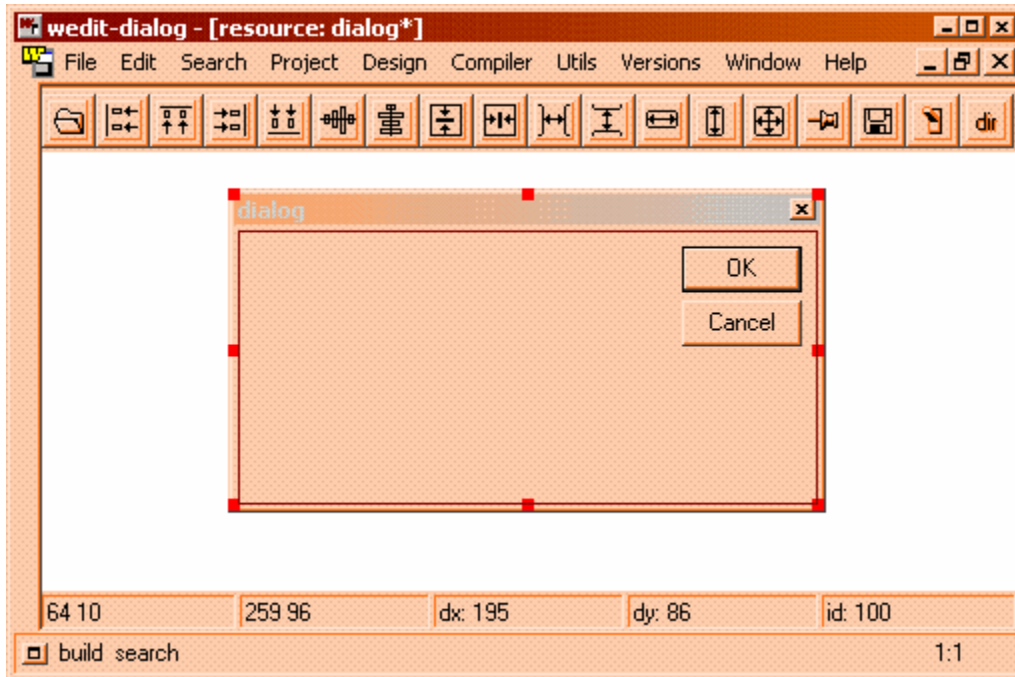 wedit-dialog - [resource: dialog*]
File Edit Search Project Design Compiler Utils Versions Window Help
dir
dialog
OK
Cancel
64 10 259 96 dx: 195 dy: 86 id: 100
build search 1:1